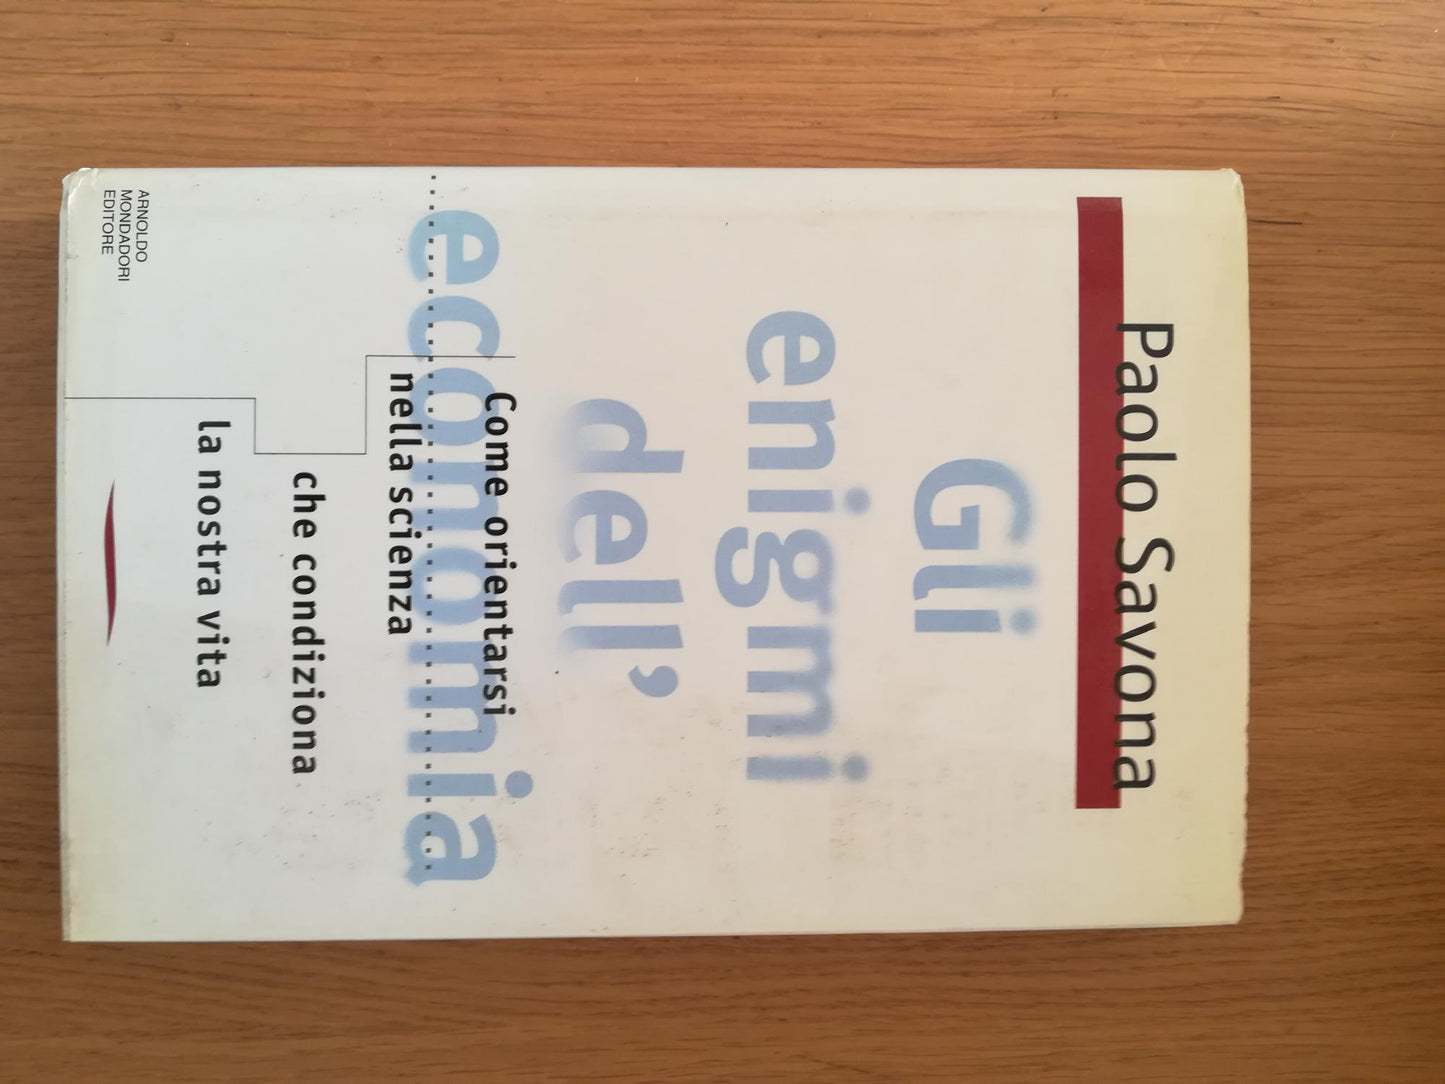 Paolo Savona
Gli
enigmi
dell'
economia
Come orientarsi
nella scienza
che condiziona
la nostra vita
ARNOLDO
MONDADORI
EDITORE